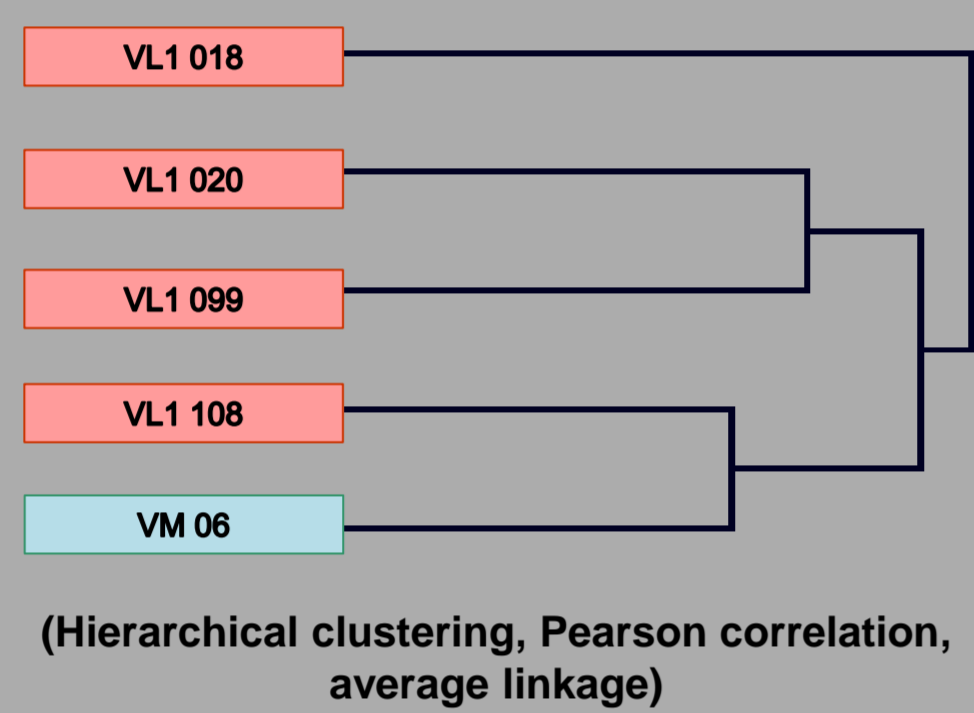 VL1 018
VL1 020
VL1 099
VL1 108
VM 06
(Hierarchical clustering, Pearson correlation,
average linkage)